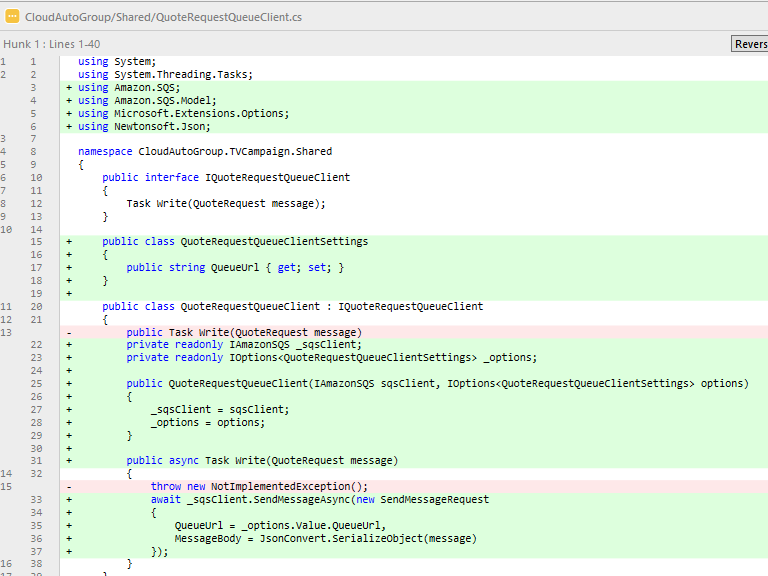 CloudAutoGroup/Shared/QuoteRequestQueueClient.cs
Hunk 1 : Lines 1-40 Revers
1 1 using System;
2 2 using System.Threading.Tasks;
3 + using Amazon.SQS;
4 + using Amazon.SQS.Model;
5 + using Microsoft.Extensions.Options;
6 + using Newtonsoft.Json;
3 7
4 8 namespace CloudAutoGroup.TVCampaign.Shared
5 9 {
6 10 public interface IQuoteRequestQueueClient
7 11 {
8 12 Task Write(QuoteRequest message);
9 13 }
10 14
15 + public class QuoteRequestQueueClientSettings
16 + {
17 + public string QueueUrl { get; set; }
18 + }
19 +
11 20 public class QuoteRequestQueueClient : IQuoteRequestQueueClient
12 21 {
13 - public Task Write(QuoteRequest message)
22 + private readonly IAmazonSQS _sqsClient;
23 + private readonly IOptions<QuoteRequestQueueClientSettings> _options;
24 +
25 + public QuoteRequestQueueClient(IAmazonSQS sqsClient, IOptions<QuoteRequestQueueClientSettings> options)
26 + {
27 + _sqsClient = sqsClient;
28 + _options = options;
29 + }
30 +
31 + public async Task Write(QuoteRequest message)
14 32 {
15 - throw new NotImplementedException();
33 + await _sqsClient.SendMessageAsync(new SendMessageRequest
34 + {
35 + QueueUrl = _options.Value.QueueUrl,
36 + MessageBody = JsonConvert.SerializeObject(message)
37 + });
16 38 }